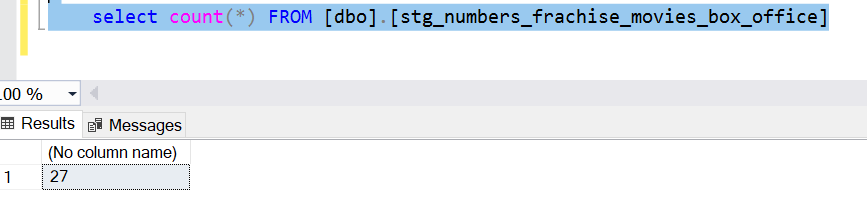 select count(*) FROM [dbo].[stg_numbers_frachise_movies_box_office]
.00 %
Results Messages
(No column name)
1 27